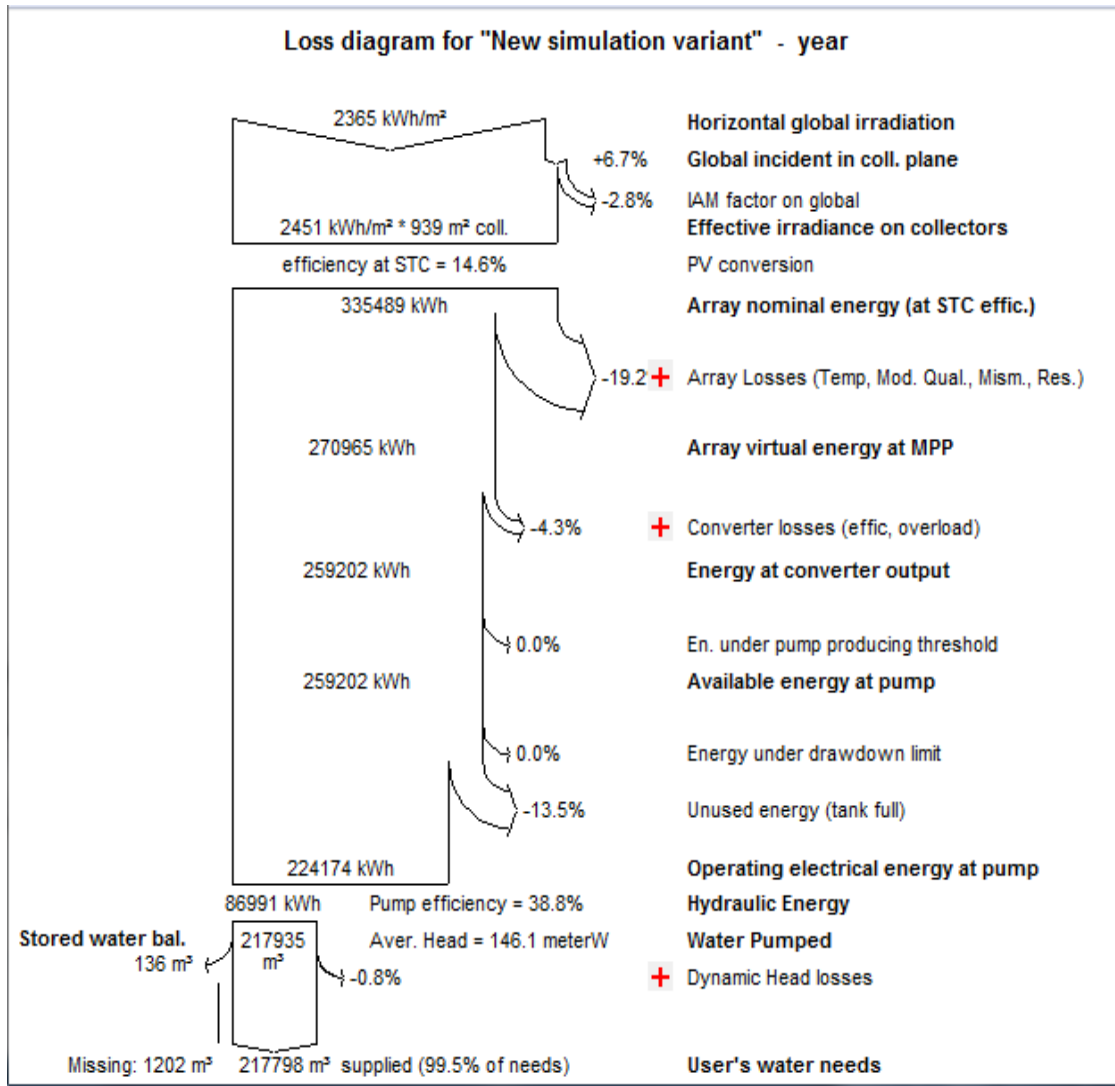 Loss diagram for "New simulation variant" - year
2365 kWh/m² Horizontal global irradiation
+6.7% Global incident in coll. plane
-2.8% IAM factor on global
2451 kWh/m² * 939 m² coll. Effective irradiance on collectors
efficiency at STC = 14.6% PV conversion
335489 kWh Array nominal energy (at STC effic.)
-19.2 Array Losses (Temp, Mod. Qual., Mism., Res.)
270965 kWh Array virtual energy at MPP
-4.3% Converter losses (effic, overload)
259202 kWh Energy at converter output
0.0% En. under pump producing threshold
259202 kWh Available energy at pump
0.0% Energy under drawdown limit
-13.5% Unused energy (tank full)
224174 kWh Operating electrical energy at pump
86991 kWh Pump efficiency = 38.8% Hydraulic Energy
Stored water bal. 217935 Aver. Head = 146.1 meterW Water Pumped
136 m³ m³
-0.8% Dynamic Head losses
Missing: 1202 m³ 217798 m³ supplied (99.5% of needs) User's water needs